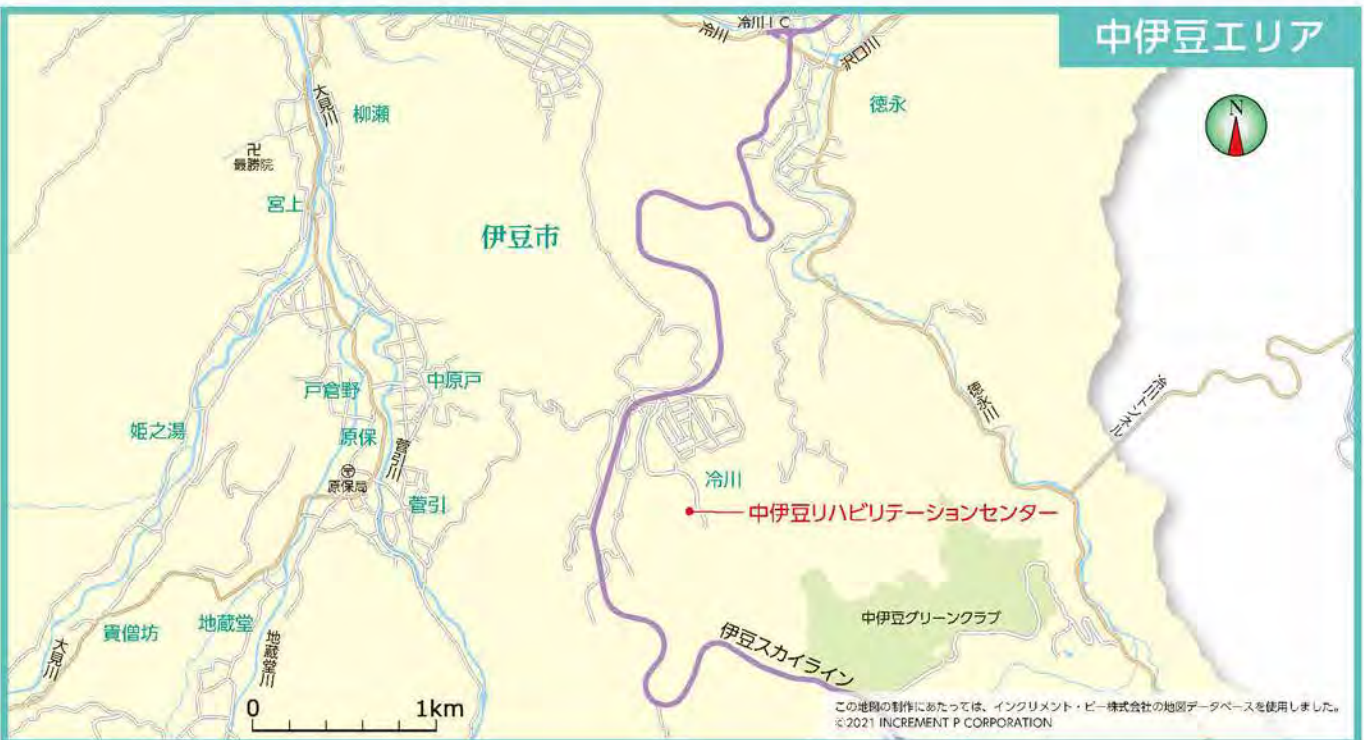 中伊豆エリア
冷川IC
冷川
沢口川
徳永
N
大見川
柳瀬
最勝院
宮上
伊豆市
戸倉野
中原戸
姫之湯
原保
菅引川
原保局
菅引
冷川
徳永川
冷川トンネル
中伊豆リハビリテーションセンター
中伊豆グリーンクラブ
貴僧坊
地蔵堂
大見川
地蔵堂川
伊豆スカイライン
0 1km
この地図の制作にあたっては、インクリメント・ピー株式会社の地図データベースを使用しました。
©2021 INCREMENT P CORPORATION